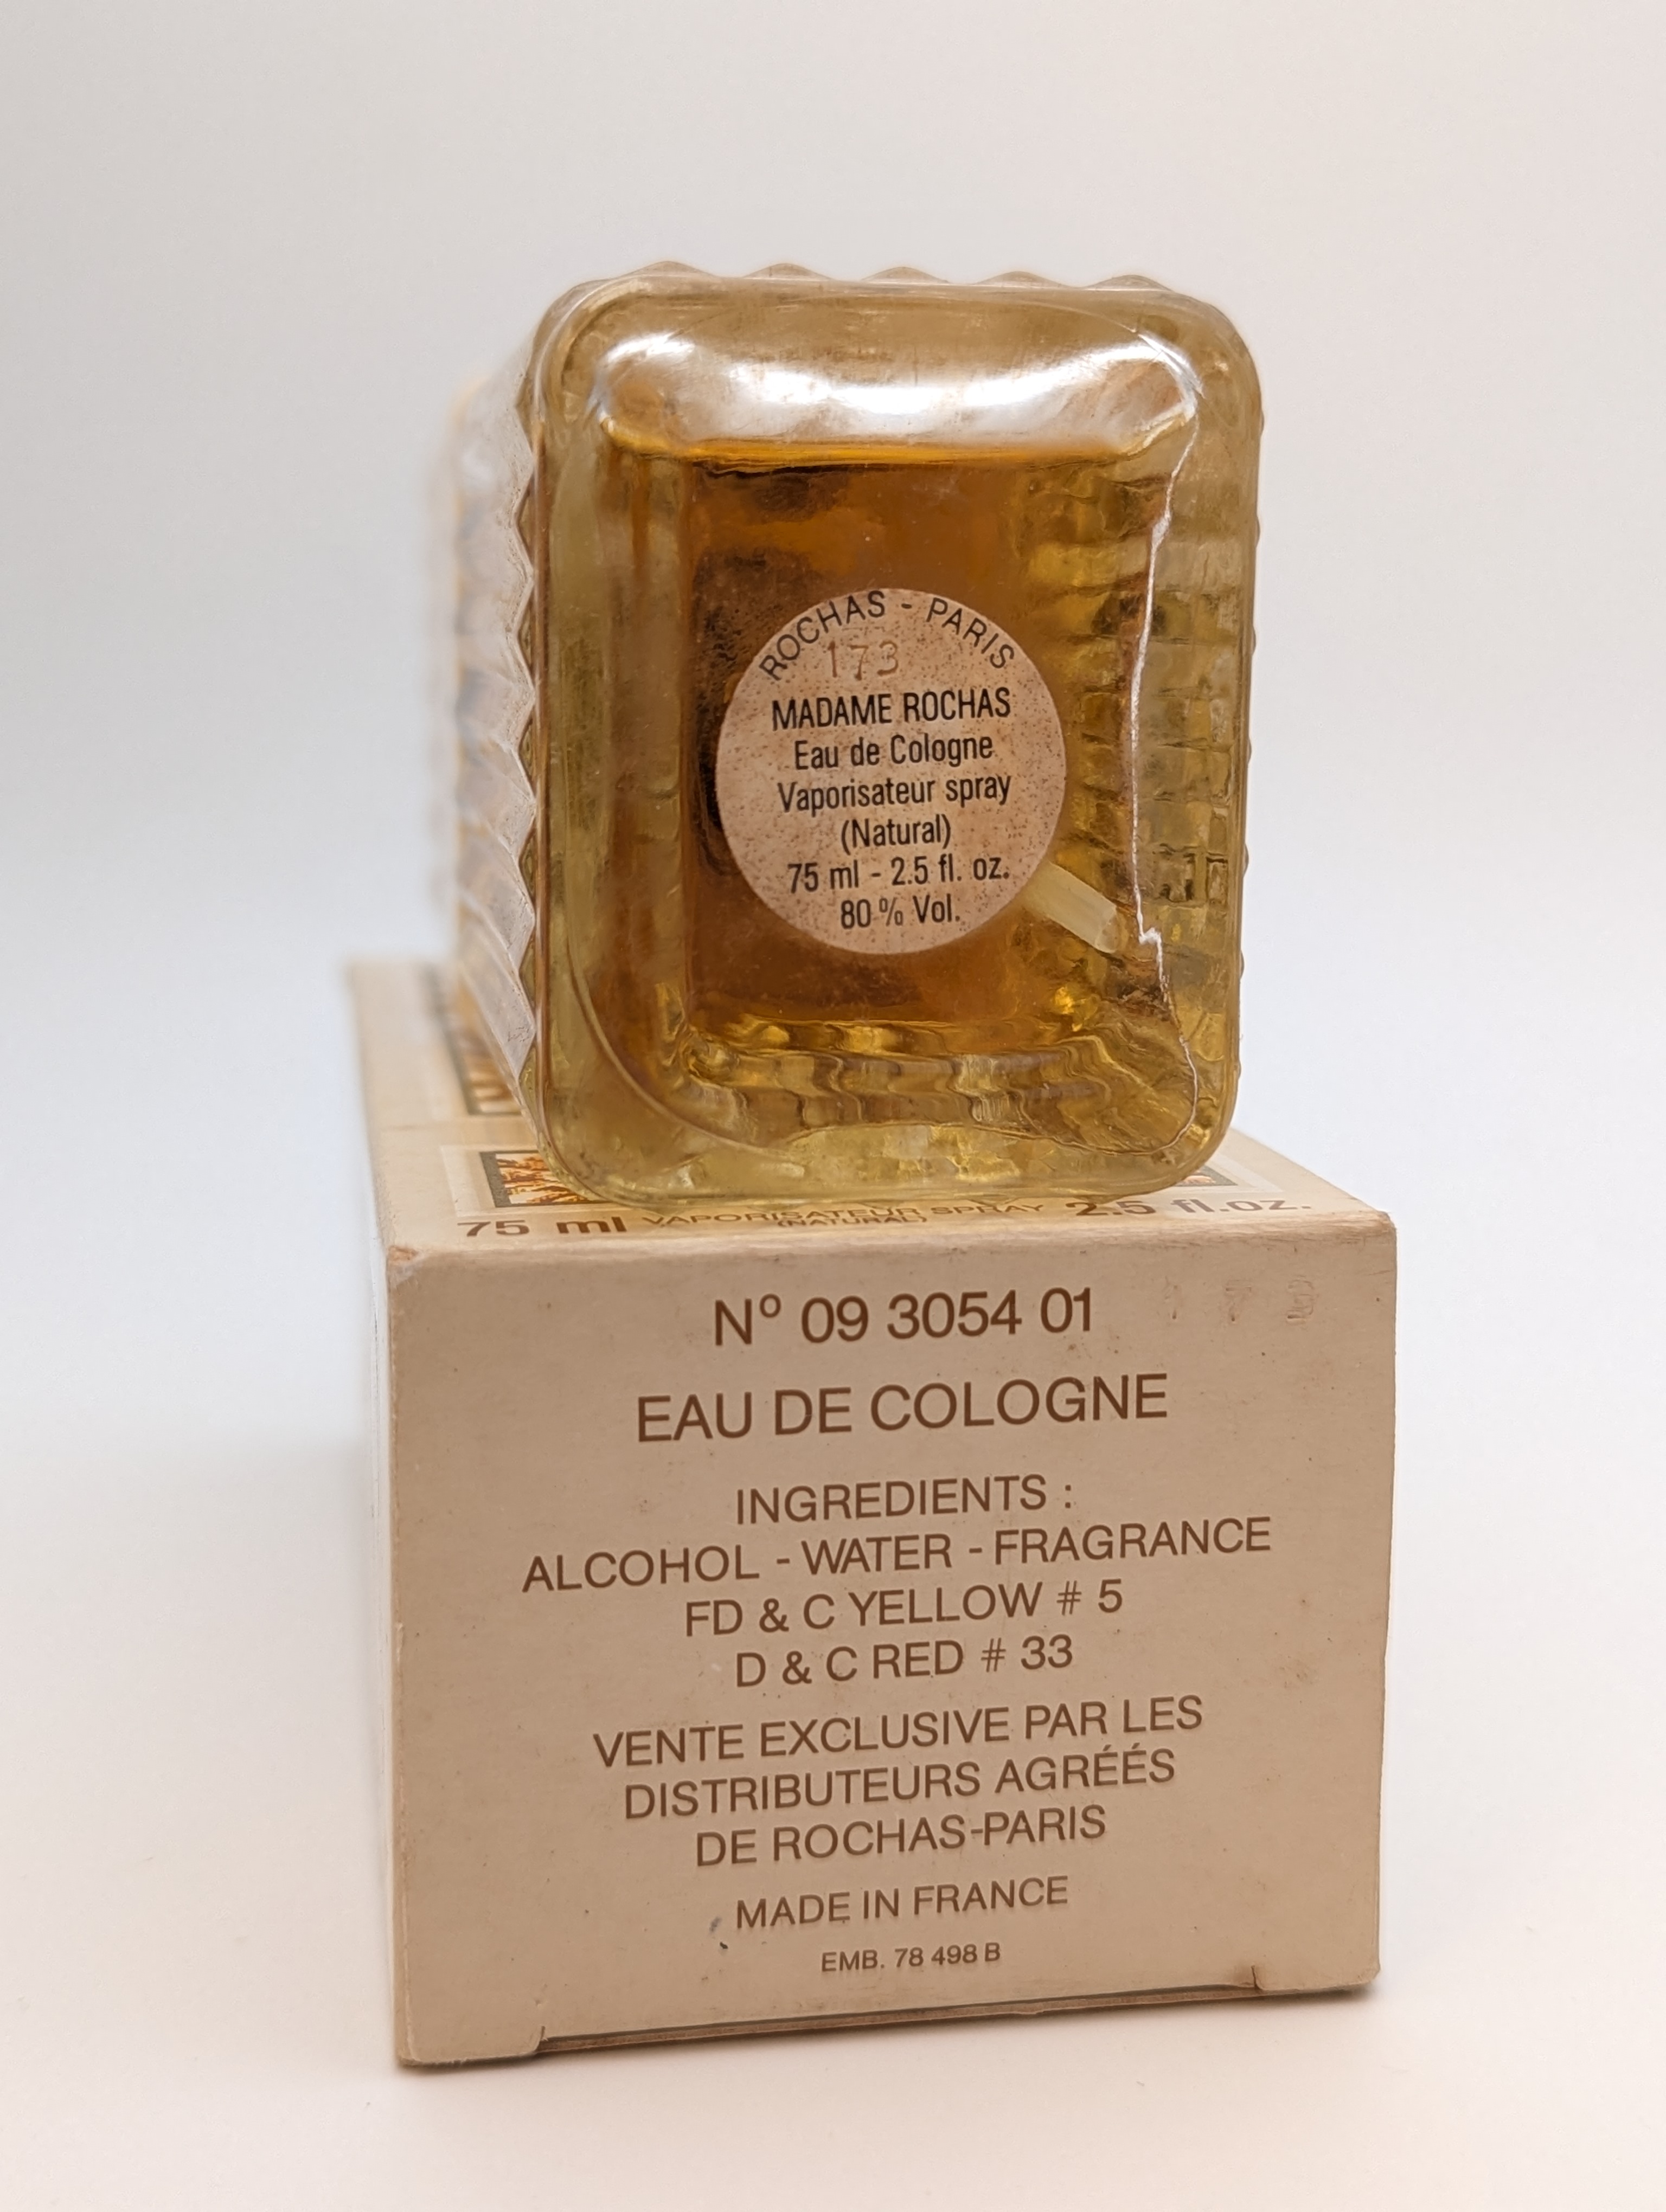 ROCHAS - PARIS
173
MADAME ROCHAS
Eau de Cologne
Vaporisateur spray
(Natural)
75 ml - 2.5 fl. oz.
80 % Vol.
75 ml VAPORISATEUR SPRAY 2.5 fl.oz.
(NATURAL)
Nº 09 3054 01
173
EAU DE COLOGNE
INGREDIENTS :
ALCOHOL - WATER - FRAGRANCE
FD & C YELLOW # 5
D & C RED # 33
VENTE EXCLUSIVE PAR LES
DISTRIBUTEURS AGRÉÉS
DE ROCHAS-PARIS
MADE IN FRANCE
EMB. 78 498 B